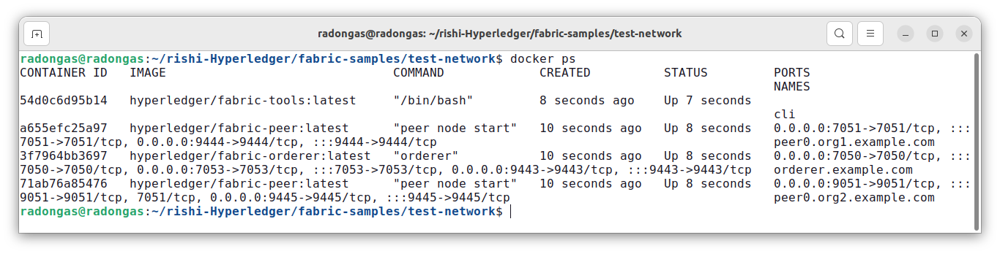 radongas@radongas: ~/rishi-Hyperledger/fabric-samples/test-network
radongas@radongas:~/rishi-Hyperledger/fabric-samples/test-network$ docker ps
CONTAINER ID   IMAGE                               COMMAND             CREATED          STATUS         PORTS
NAMES
54d0c6d95b14   hyperledger/fabric-tools:latest     "/bin/bash"         8 seconds ago    Up 7 seconds
cli
a655efc25a97   hyperledger/fabric-peer:latest      "peer node start"   10 seconds ago   Up 8 seconds   0.0.0.0:7051->7051/tcp, :::
7051->7051/tcp, 0.0.0.0:9444->9444/tcp, :::9444->9444/tcp                                              peer0.org1.example.com
3f7964bb3697   hyperledger/fabric-orderer:latest   "orderer"           10 seconds ago   Up 8 seconds   0.0.0.0:7050->7050/tcp, :::
7050->7050/tcp, 0.0.0.0:7053->7053/tcp, :::7053->7053/tcp, 0.0.0.0:9443->9443/tcp, :::9443->9443/tcp   orderer.example.com
71ab76a85476   hyperledger/fabric-peer:latest      "peer node start"   10 seconds ago   Up 8 seconds   0.0.0.0:9051->9051/tcp, :::
9051->9051/tcp, 7051/tcp, 0.0.0.0:9445->9445/tcp, :::9445->9445/tcp                                    peer0.org2.example.com
radongas@radongas:~/rishi-Hyperledger/fabric-samples/test-network$